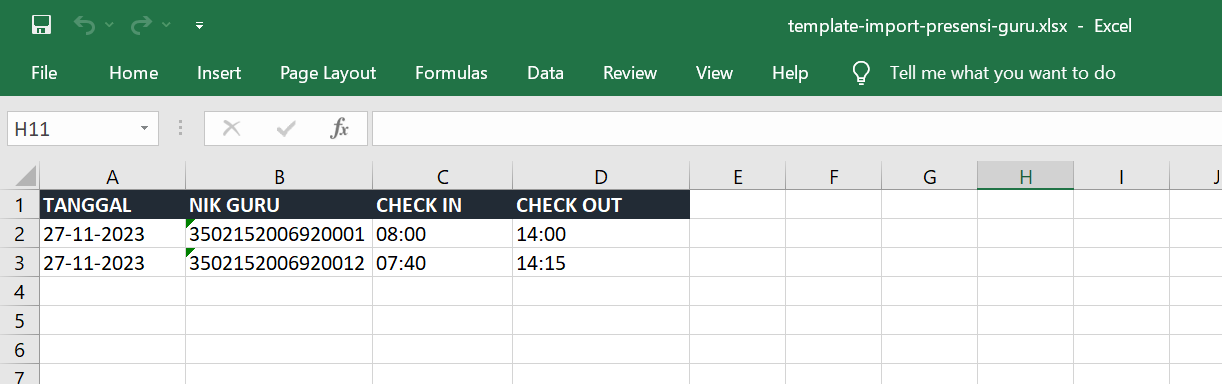 template-import-presensi-guru.xlsx - Excel
File Home Insert Page Layout Formulas Data Review View Help Tell me what you want to do
H11 fx
A B C D E F G H I J
1 TANGGAL NIK GURU CHECK IN CHECK OUT
2 27-11-2023 3502152006920001 08:00 14:00
3 27-11-2023 3502152006920012 07:40 14:15
4
5
6
7